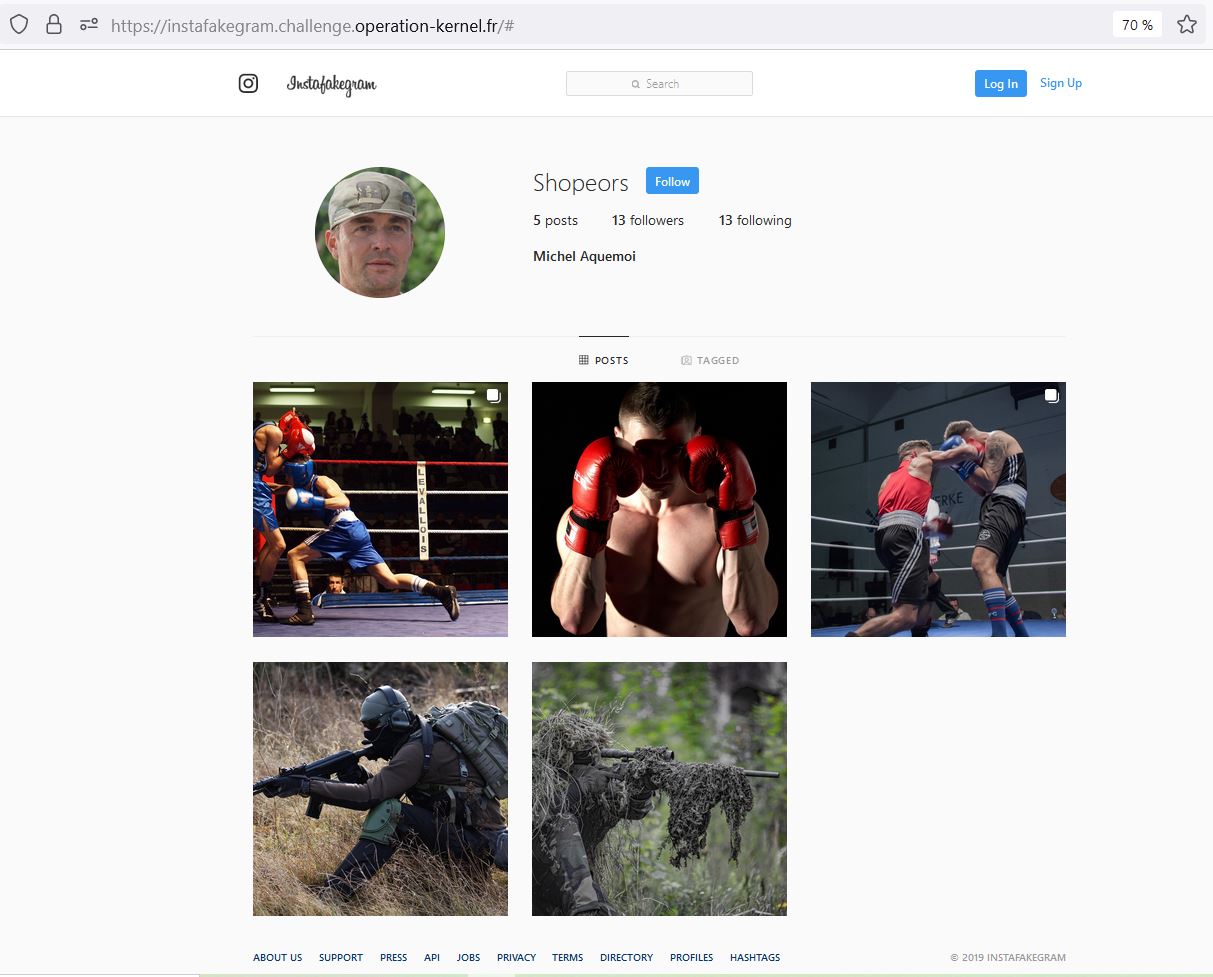 https://instafakegram.challenge.operation-kernel.fr/#
70 %
Instafakegram
Search
Log In
Sign Up
Shopeors
Follow
5 posts 13 followers 13 following
Michel Aquemoi
POSTS
TAGGED
LEVALLOIS
ERKE
ABOUT US SUPPORT PRESS API JOBS PRIVACY TERMS DIRECTORY PROFILES HASHTAGS
© 2019 INSTAFAKEGRAM